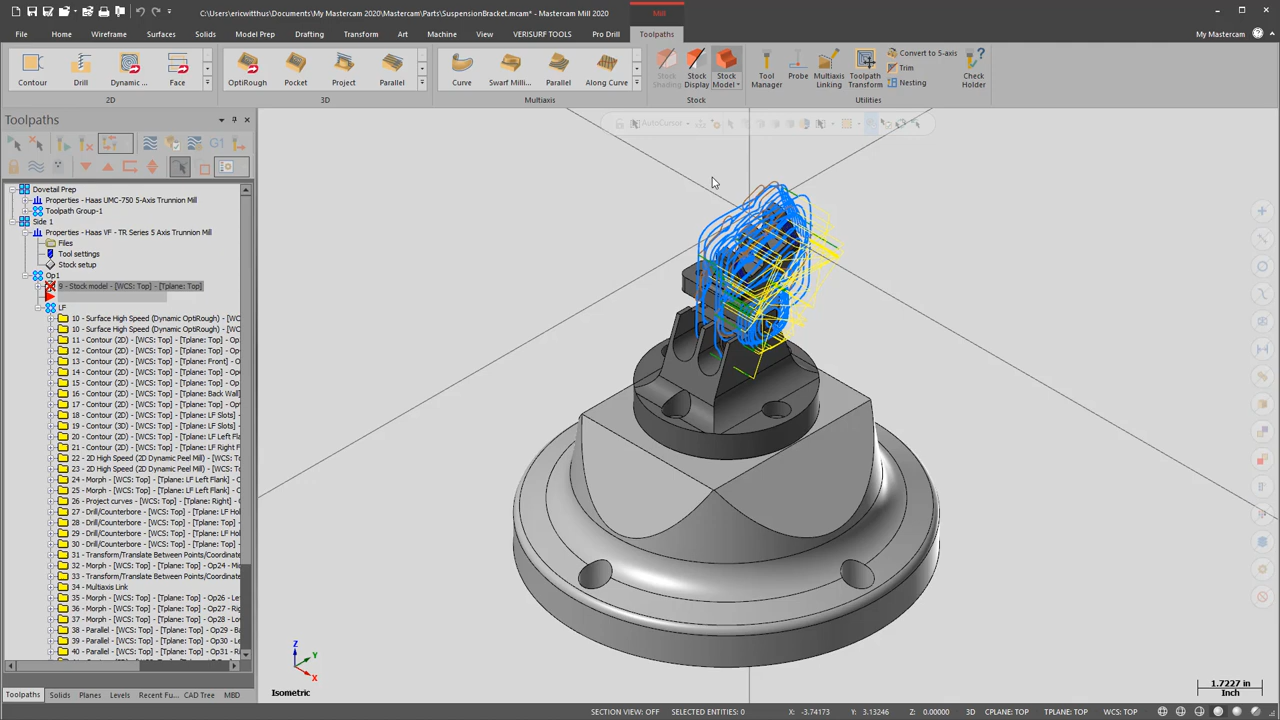 C:\Users\ericwitthus\Documents\My Mastercam 2020\Mastercam\Parts\SuspensionBracket.mcam* - Mastercam Mill 2020
Mill
File Home Wireframe Surfaces Solids Model Prep Drafting Transform Art Machine View VERISURF TOOLS Pro Drill Toolpaths
My Mastercam
Contour Drill Dynamic ... Face
2D
OptiRough Pocket Project Parallel
3D
Curve Swarf Milli... Parallel Along Curve
Multiaxis
Stock Shading Stock Display Stock Model
Stock
Tool Manager Probe Multiaxis Linking Toolpath Transform Convert to 5-axis Trim Nesting Check Holder
Utilities
Toolpaths
AutoCursor
G1
Dovetail Prep
Properties - Haas UMC-750 5-Axis Trunnion Mill
Toolpath Group-1
Side 1
Properties - Haas VF - TR Series 5 Axis Trunnion Mill
Files
Tool settings
Stock setup
Op1
9 - Stock model - [WCS: Top] - [Tplane: Top]
LF
10 - Surface High Speed (Dynamic OptiRough) - [WC
10 - Surface High Speed (Dynamic OptiRough) - [WC
11 - Contour (2D) - [WCS: Top] - [Tplane: Top] - Op
12 - Contour (2D) - [WCS: Top] - [Tplane: Top] - Op
13 - Contour (2D) - [WCS: Top] - [Tplane: Front] - Op
14 - Contour (2D) - [WCS: Top] - [Tplane: Top] - Op
15 - Contour (2D) - [WCS: Top] - [Tplane: Top] - Op
16 - Contour (2D) - [WCS: Top] - [Tplane: Back Wall]
17 - Contour (2D) - [WCS: Top] - [Tplane: Top] - Op
18 - Contour (2D) - [WCS: Top] - [Tplane: LF Slots]
19 - Contour (2D) - [WCS: Top] - [Tplane: LF Slots]
20 - Contour (2D) - [WCS: Top] - [Tplane: LF Left Fla
21 - Contour (2D) - [WCS: Top] - [Tplane: LF Right F
22 - 2D High Speed (2D Dynamic Peel Mill) - [WCS: To
23 - 2D High Speed (2D Dynamic Peel Mill) - [WCS: To
24 - Morph - [WCS: Top] - [Tplane: LF Left Flank] - O
25 - Morph - [WCS: Top] - [Tplane: LF Left Flank] - O
26 - Project curves - [WCS: Top] - [Tplane: Right] - O
27 - Drill/Counterbore - [WCS: Top] - [Tplane: LF Hol
28 - Drill/Counterbore - [WCS: Top] - [Tplane: Top]
29 - Drill/Counterbore - [WCS: Top] - [Tplane: LF Ho
30 - Drill/Counterbore - [WCS: Top] - [Tplane: Top]
31 - Transform/Translate Between Points/Coordinate
32 - Morph - [WCS: Top] - [Tplane: Top] - Op24 - M
33 - Transform/Translate Between Points/Coordinate
34 - Multiaxis Link
35 - Morph - [WCS: Top] - [Tplane: Top] - Op26 - Le
36 - Morph - [WCS: Top] - [Tplane: Top] - Op27 - Rig
37 - Morph - [WCS: Top] - [Tplane: Top] - Op28 - Le
38 - Parallel - [WCS: Top] - [Tplane: Top] - Op29 - Ba
39 - Parallel - [WCS: Top] - [Tplane: Top] - Op30 - Le
40 - Parallel - [WCS: Top] - [Tplane: Top] - Op31 - L
Toolpaths Solids Planes Levels Recent Fu... CAD Tree MBD
Z
Y
X
Isometric
1.7227 in
Inch
SECTION VIEW: OFF SELECTED ENTITIES: 0 X: -3.74173 Y: 3.13246 Z: 0.00000 3D CPLANE: TOP TPLANE: TOP WCS: TOP